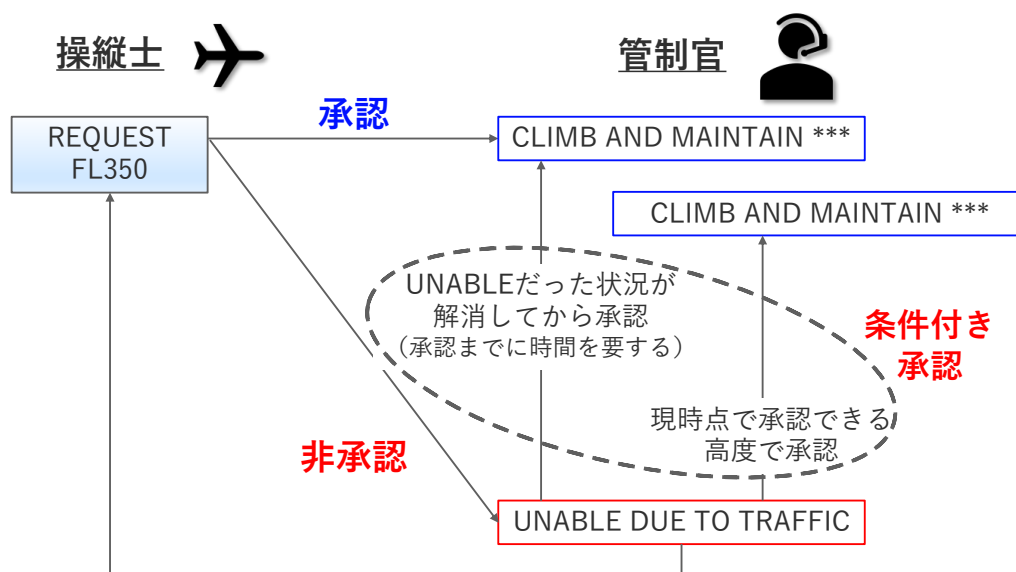 操縦士
管制官
承認
REQUEST
FL350
CLIMB AND MAINTAIN ***
CLIMB AND MAINTAIN ***
UNABLEだった状況が
解消してから承認
（承認までに時間を要する）
条件付き
承認
現時点で承認できる
高度で承認
非承認
UNABLE DUE TO TRAFFIC